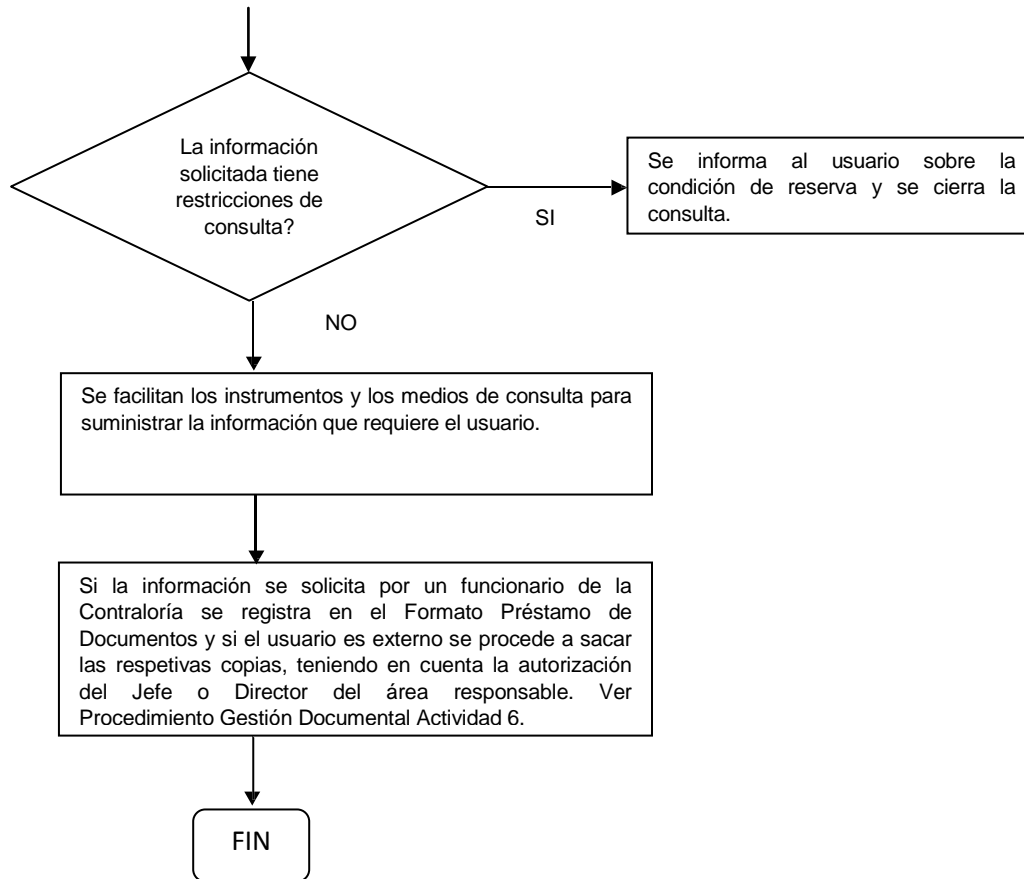 La información
solicitada tiene
restricciones de
consulta?
Se informa al usuario sobre la
condición de reserva y se cierra la
consulta.
SI
NO
Se facilitan los instrumentos y los medios de consulta para
suministrar la información que requiere el usuario.
Si la información se solicita por un funcionario de la
Contraloría se registra en el Formato Préstamo de
Documentos y si el usuario es externo se procede a sacar
las respetivas copias, teniendo en cuenta la autorización
del Jefe o Director del área responsable. Ver
Procedimiento Gestión Documental Actividad 6.
FIN